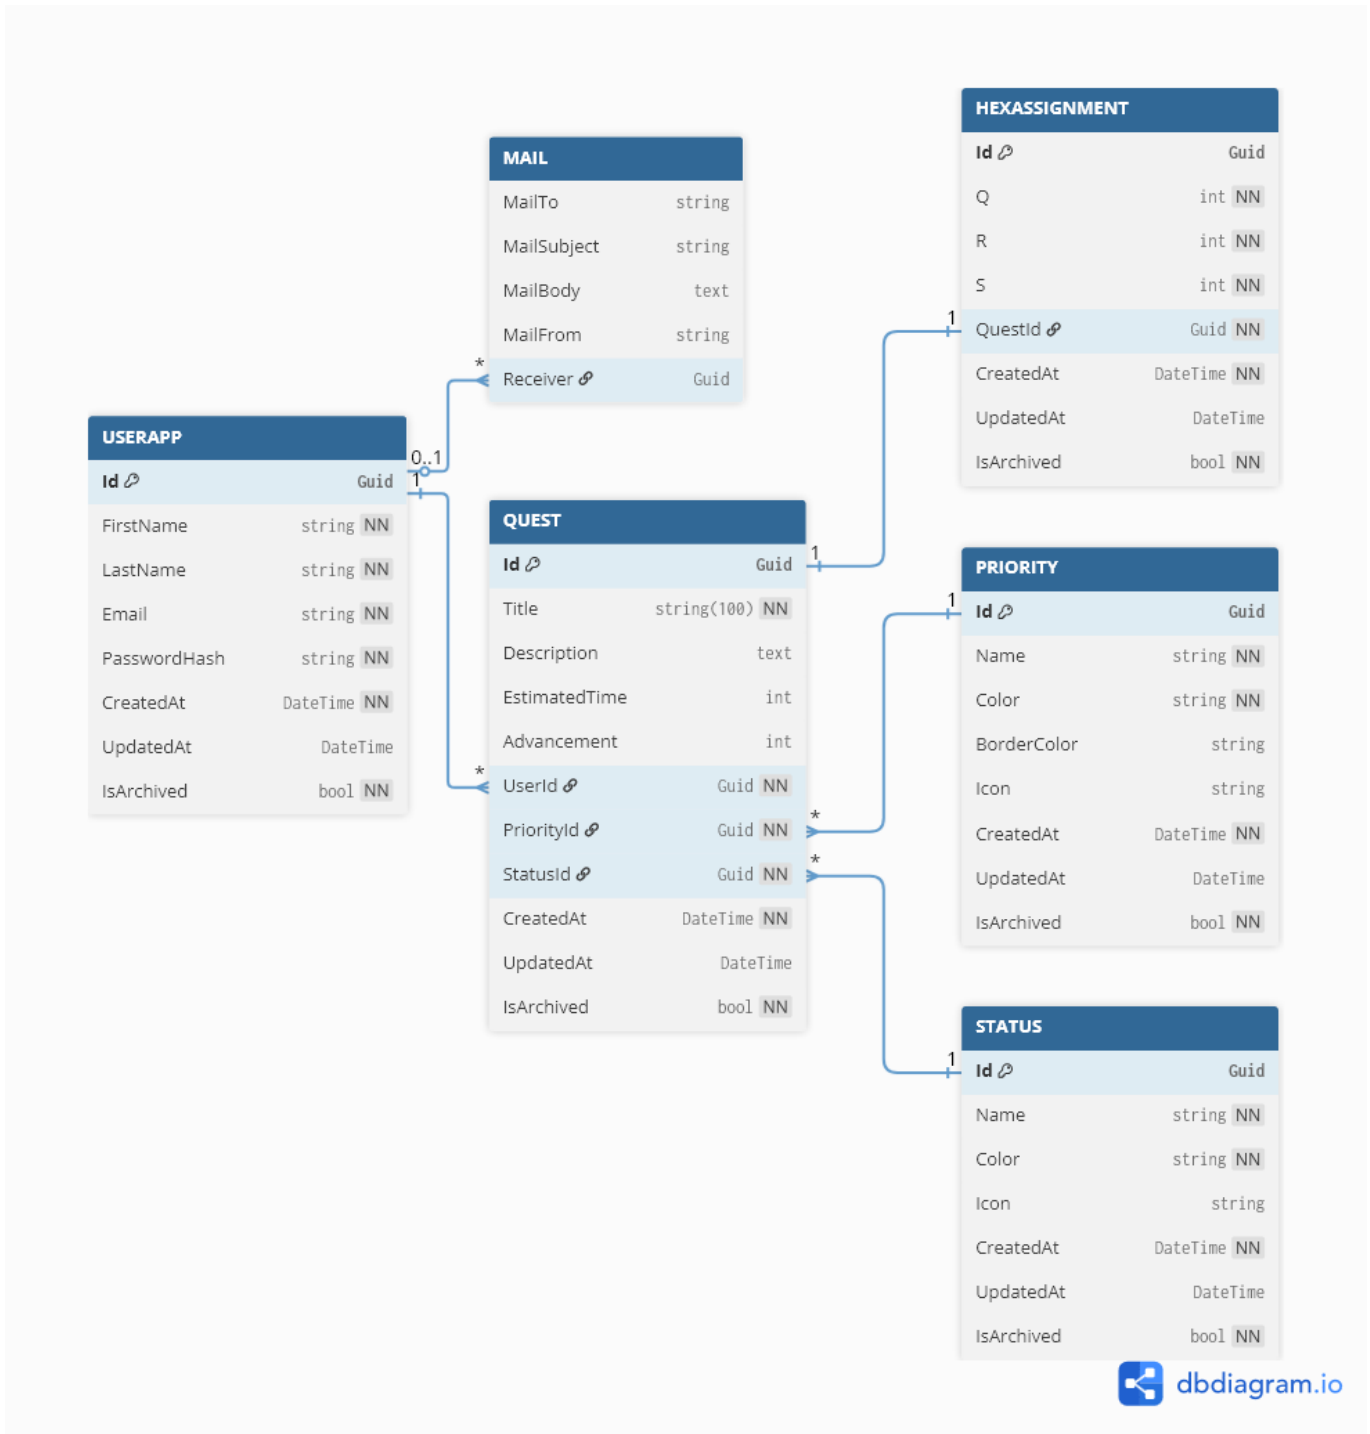 HEXASSIGNMENT
Id Guid
Q int NN
R int NN
S int NN
1 QuestId Guid NN
CreatedAt DateTime NN
UpdatedAt DateTime
IsArchived bool NN
MAIL
MailTo string
MailSubject string
MailBody text
MailFrom string
* Receiver Guid
USERAPP
0..1
Id Guid 1
FirstName string NN
LastName string NN
Email string NN
PasswordHash string NN
CreatedAt DateTime NN
UpdatedAt DateTime
IsArchived bool NN
QUEST
Id Guid 1
Title string(100) NN
Description text
EstimatedTime int
Advancement int
* UserId Guid NN
PriorityId Guid NN *
StatusId Guid NN *
CreatedAt DateTime NN
UpdatedAt DateTime
IsArchived bool NN
PRIORITY
1 Id Guid
Name string NN
Color string NN
BorderColor string
Icon string
CreatedAt DateTime NN
UpdatedAt DateTime
IsArchived bool NN
STATUS
1 Id Guid
Name string NN
Color string NN
Icon string
CreatedAt DateTime NN
UpdatedAt DateTime
IsArchived bool NN
dbdiagram.io